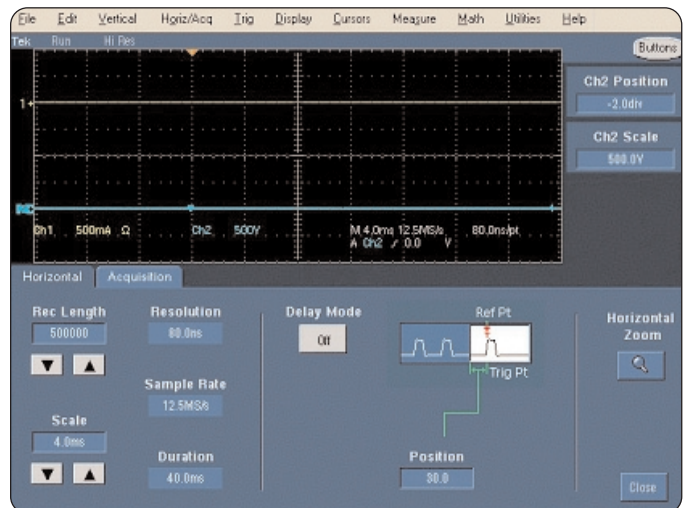 File Edit Vertical Horiz/Acq Trig Display Cursors Measure Math Utilities Help
Tek Run Hi Res
Buttons
Ch2 Position
-2.0div
Ch2 Scale
500.0V
1
Ch1 500mA Ω Ch2 500V M 4.0ms 12.5MS/s 80.0ns/pt
A Ch2 ∕ 0.0 V
Horizontal Acquisition
Rec Length Resolution Delay Mode Ref Pt Horizontal
500000 80.0ns Off Zoom
Trig Pt
Sample Rate
12.5MS/s
Scale
4.0ms
Duration Position
40.0ms 30.0
Close